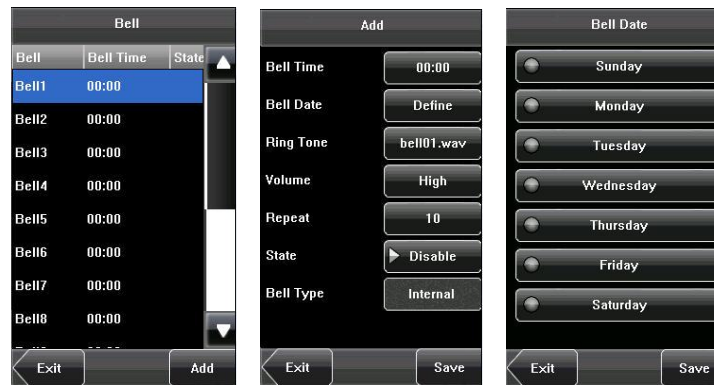 Bell
Bell Bell Time State
Bell1 00:00
Bell2 00:00
Bell3 00:00
Bell4 00:00
Bell5 00:00
Bell6 00:00
Bell7 00:00
Bell8 00:00
Exit Add
Add
Bell Time 00:00
Bell Date Define
Ring Tone bell01.wav
Volume High
Repeat 10
State Disable
Bell Type Internal
Exit Save
Bell Date
Sunday
Monday
Tuesday
Wednesday
Thursday
Friday
Saturday
Exit Save